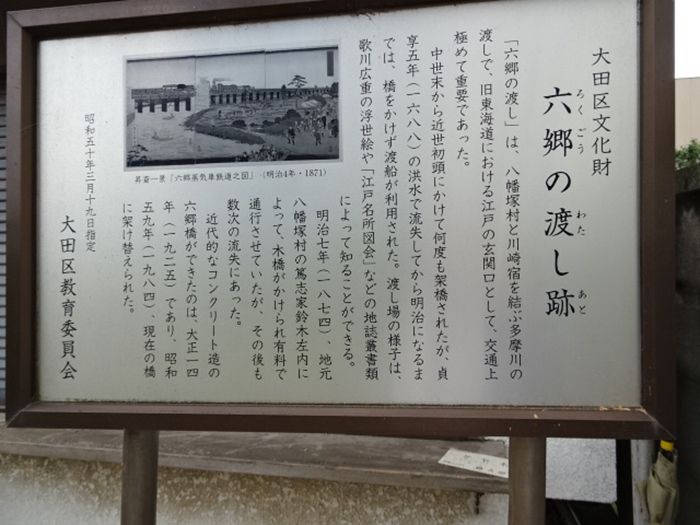 大田区文化財
六郷の渡し跡
ろくごう わた あと
「六郷の渡し」は、八幡塚村と川崎宿を結ぶ多摩川の
渡しで、旧東海道における江戸の玄関口として、交通上
極めて重要であった。
中世末から近世初頭にかけて何度も架橋されたが、貞
享五年（一六八八）の洪水で流失してから明治になるま
では、橋をかけず渡船が利用された。渡し場の様子は、
歌川広重の浮世絵や「江戸名所図会」などの地誌叢書類
によって知ることができる。
明治七年（一八七四）、地元
八幡塚村の篤志家鈴木左内に
よって、木橋がかけられ有料で
通行させていたが、その後も
数次の流失にあった。
近代的なコンクリート造の
六郷橋ができたのは、大正一四
年（一九二五）であり、昭和
五九年（一九八四）、現在の橋
に架け替えられた。
昇斎一景「六郷蒸気車鉄道之図」（明治4年・1871）
昭和五十年三月十九日指定
大田区教育委員会